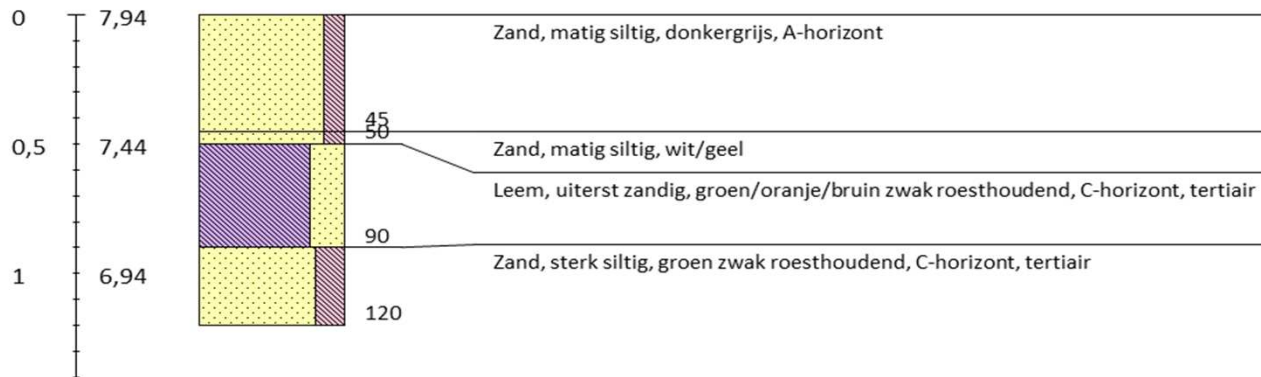 0 7,94
Zand, matig siltig, donkergrijs, A-horizont
45
50
0,5 7,44
Zand, matig siltig, wit/geel
Leem, uiterst zandig, groen/oranje/bruin zwak roesthoudend, C-horizont, tertiair
90
Zand, sterk siltig, groen zwak roesthoudend, C-horizont, tertiair
1 6,94
120